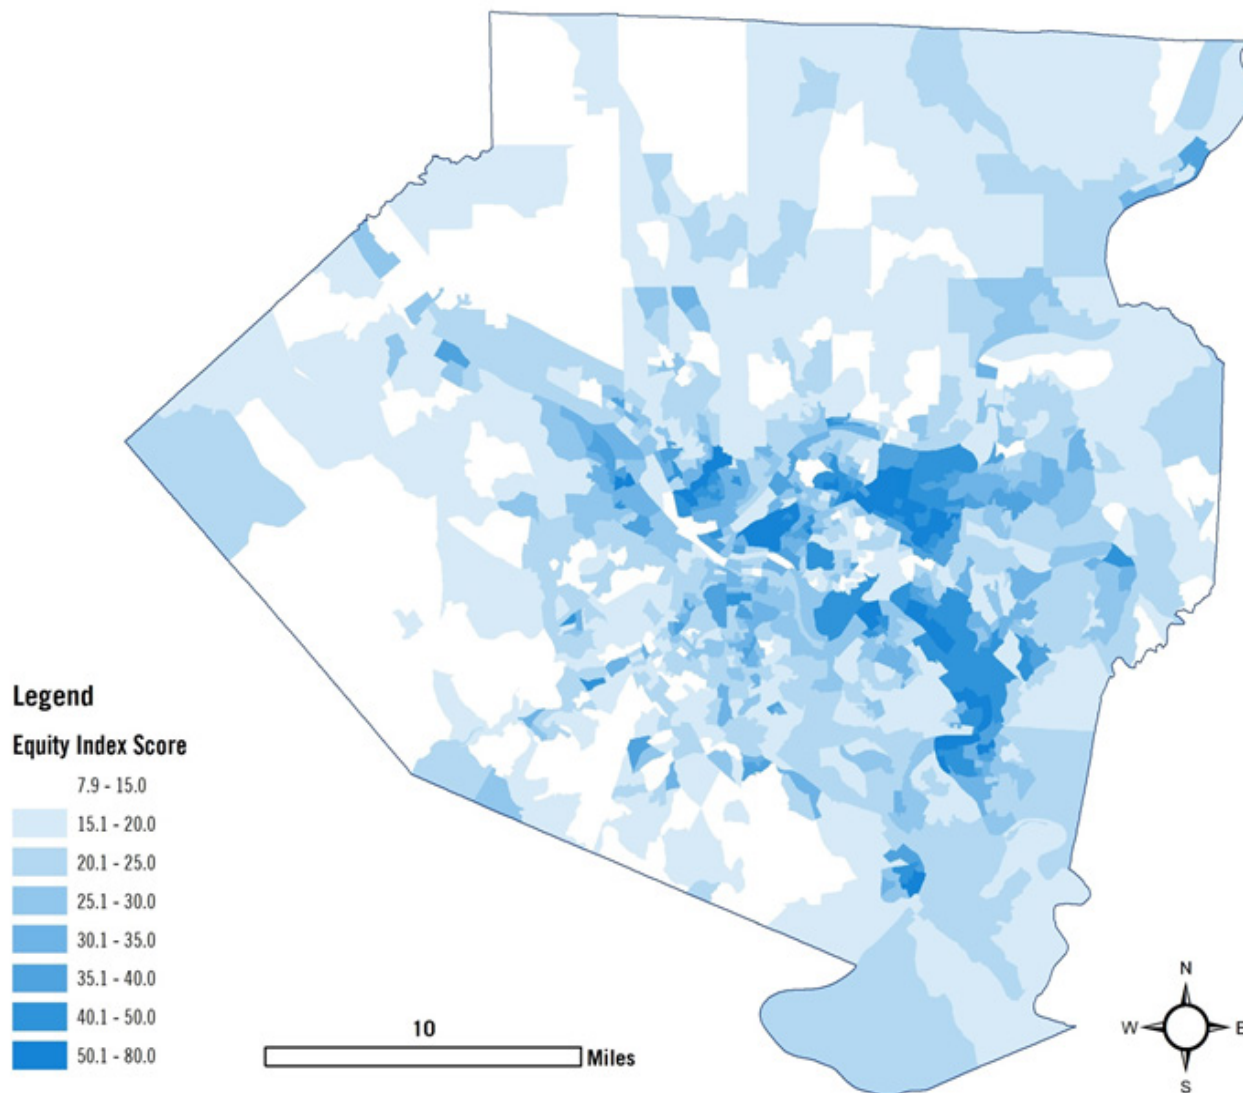 Legend
Equity Index Score
7.9 - 15.0
15.1 - 20.0
20.1 - 25.0
25.1 - 30.0
30.1 - 35.0
35.1 - 40.0
40.1 - 50.0
50.1 - 80.0
10
Miles
N
W E
S